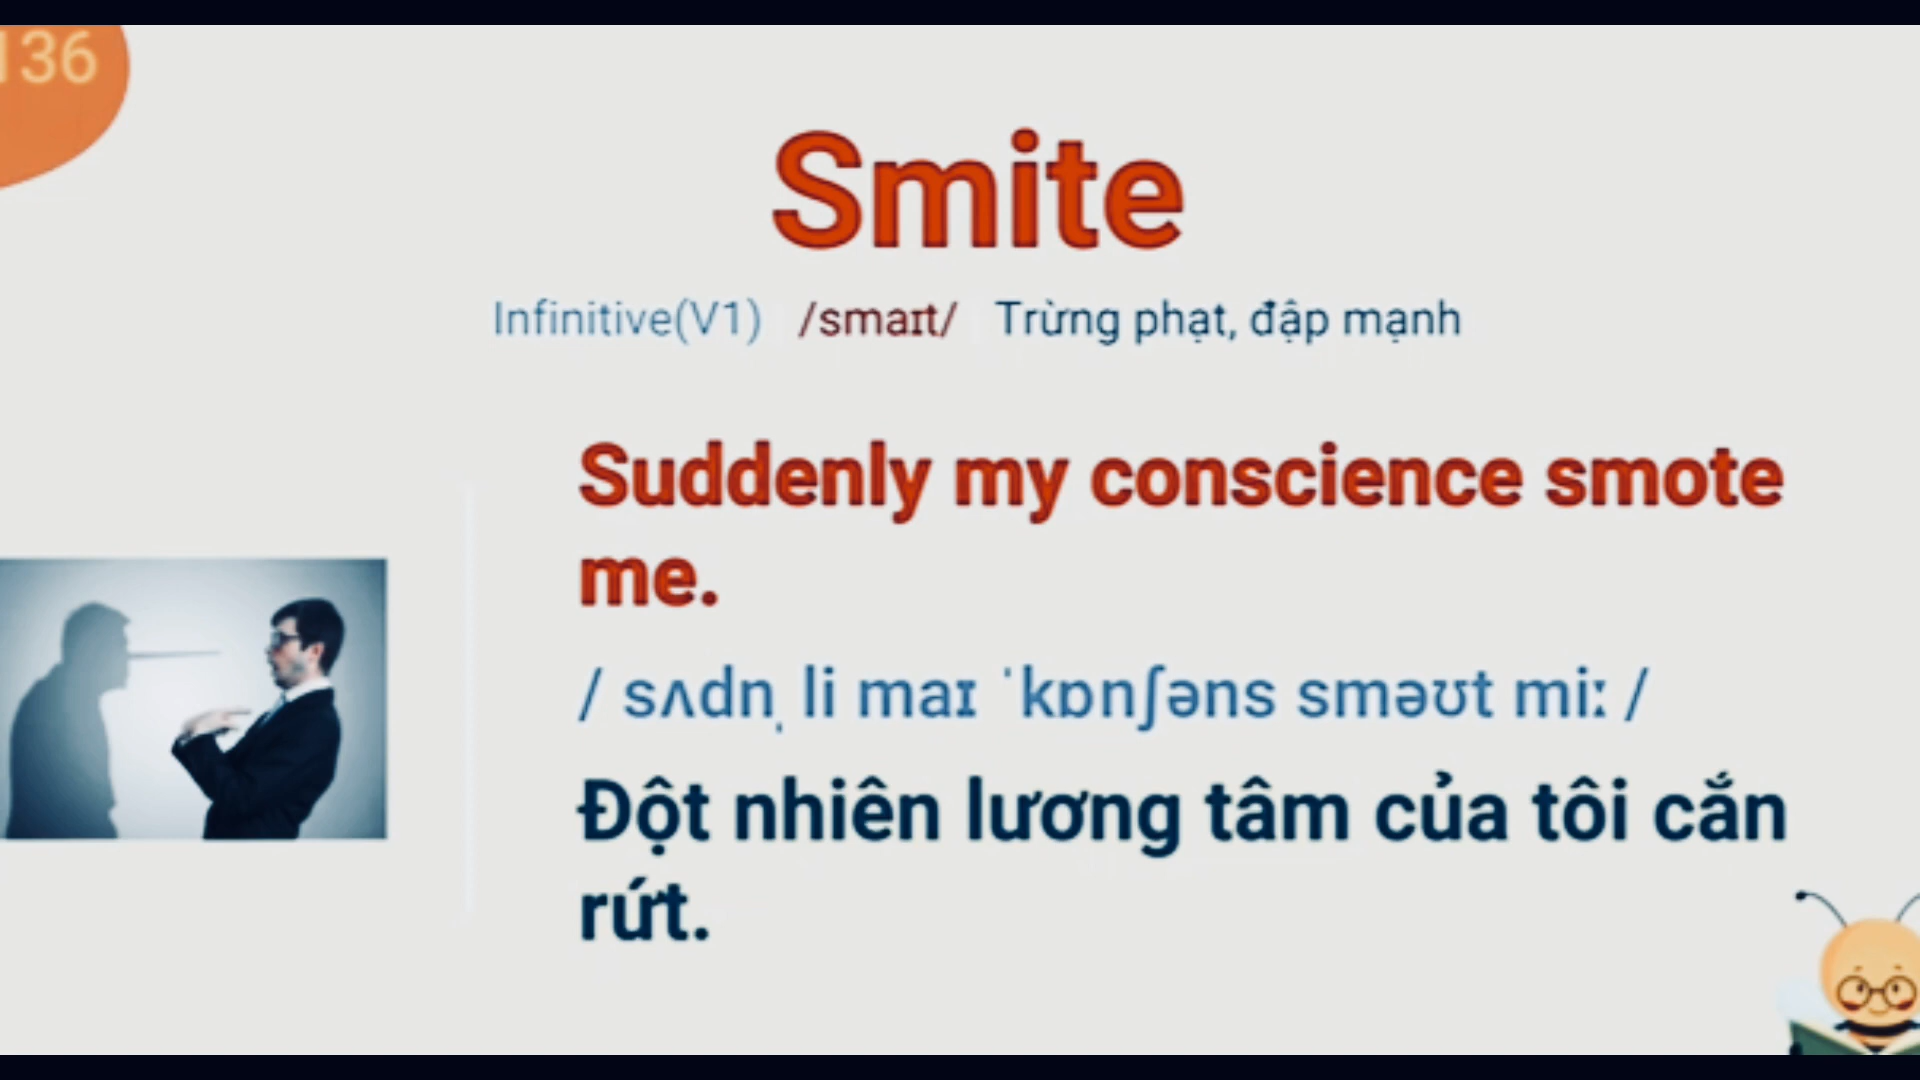 136
Smite
Infinitive(V1) /smaɪt/ Trừng phạt, đập mạnh
Suddenly my conscience smote
me.
/ sʌdn̩ li maɪ ˈkɒnʃəns sməʊt miː /
Đột nhiên lương tâm của tôi cắn
rứt.